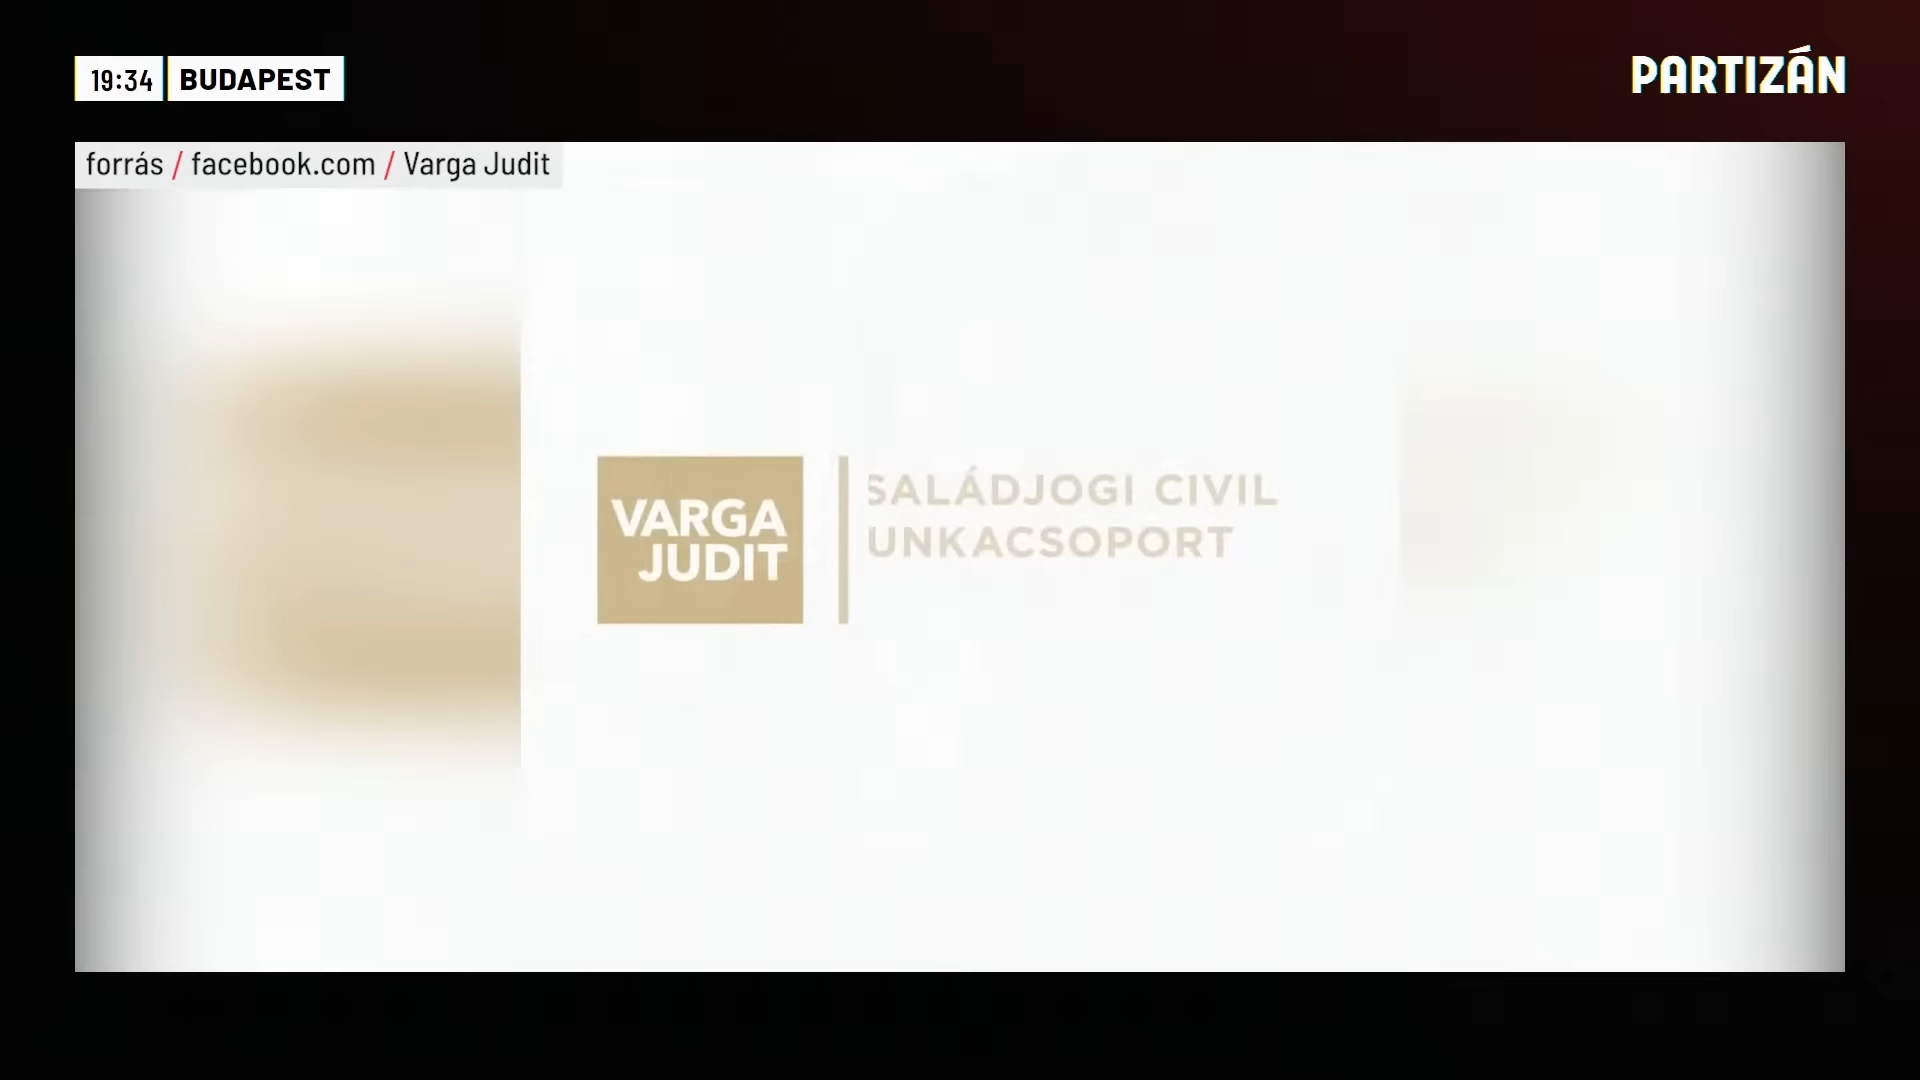 19:34 BUDAPEST
PARTIZÁN
forrás / facebook.com / Varga Judit
VARGA
JUDIT
SALÁDJOGI CIVIL
UNKACSOPORT